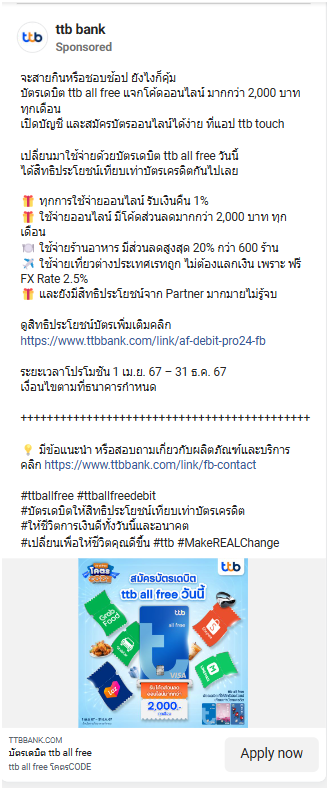 ttb bank
Sponsored
จะสายกินหรือชอบช้อป ยังไงก็คุ้ม
บัตรเดบิต ttb all free แจกโค้ดออนไลน์ มากกว่า 2,000 บาท
ทุกเดือน
เปิดบัญชี และสมัครบัตรออนไลน์ได้ง่าย ที่แอป ttb touch
เปลี่ยนมาใช้จ่ายด้วยบัตรเดบิต ttb all free วันนี้
ได้สิทธิประโยชน์เทียบเท่าบัตรเครดิตกันไปเลย
🎁 ทุกการใช้จ่ายออนไลน์ รับเงินคืน 1%
🎁 ใช้จ่ายออนไลน์ มีโค้ดส่วนลดมากกว่า 2,000 บาท ทุก
เดือน
🍽️ ใช้จ่ายร้านอาหาร มีส่วนลดสูงสุด 20% กว่า 600 ร้าน
✈️ ใช้จ่ายเที่ยวต่างประเทศเรทถูก ไม่ต้องแลกเงิน เพราะ ฟรี
FX Rate 2.5%
🎁 และยังมีสิทธิประโยชน์จาก Partner มากมายไม่รู้จบ
ดูสิทธิประโยชน์บัตรเพิ่มเติมคลิก
https://www.ttbbank.com/link/af-debit-pro24-fb
ระยะเวลาโปรโมชัน 1 เม.ย. 67 – 31 ธ.ค. 67
เงื่อนไขตามที่ธนาคารกำหนด
++++++++++++++++++++++++++++++++++++++++++
💡 มีข้อแนะนำ หรือสอบถามเกี่ยวกับผลิตภัณฑ์และบริการ
คลิก https://www.ttbbank.com/link/fb-contact
#ttballfree #ttballfreedebit
#บัตรเดบิตให้สิทธิประโยชน์เทียบเท่าบัตรเครดิต
#ให้ชีวิตการเงินดีทั้งวันนี้และอนาคต
#เปลี่ยนเพื่อให้ชีวิตคุณดีขึ้น #ttb #MakeREALChange
ttb
สมัครบัตรเดบิต
ttb all free วันนี้
Grab
Food
ttb
all free
VISA
รับโค้ดส่วนลด
2,000.-
TTBBANK.COM
บัตรเดบิต ttb all free
ttb all free โคตรCODE
Apply now